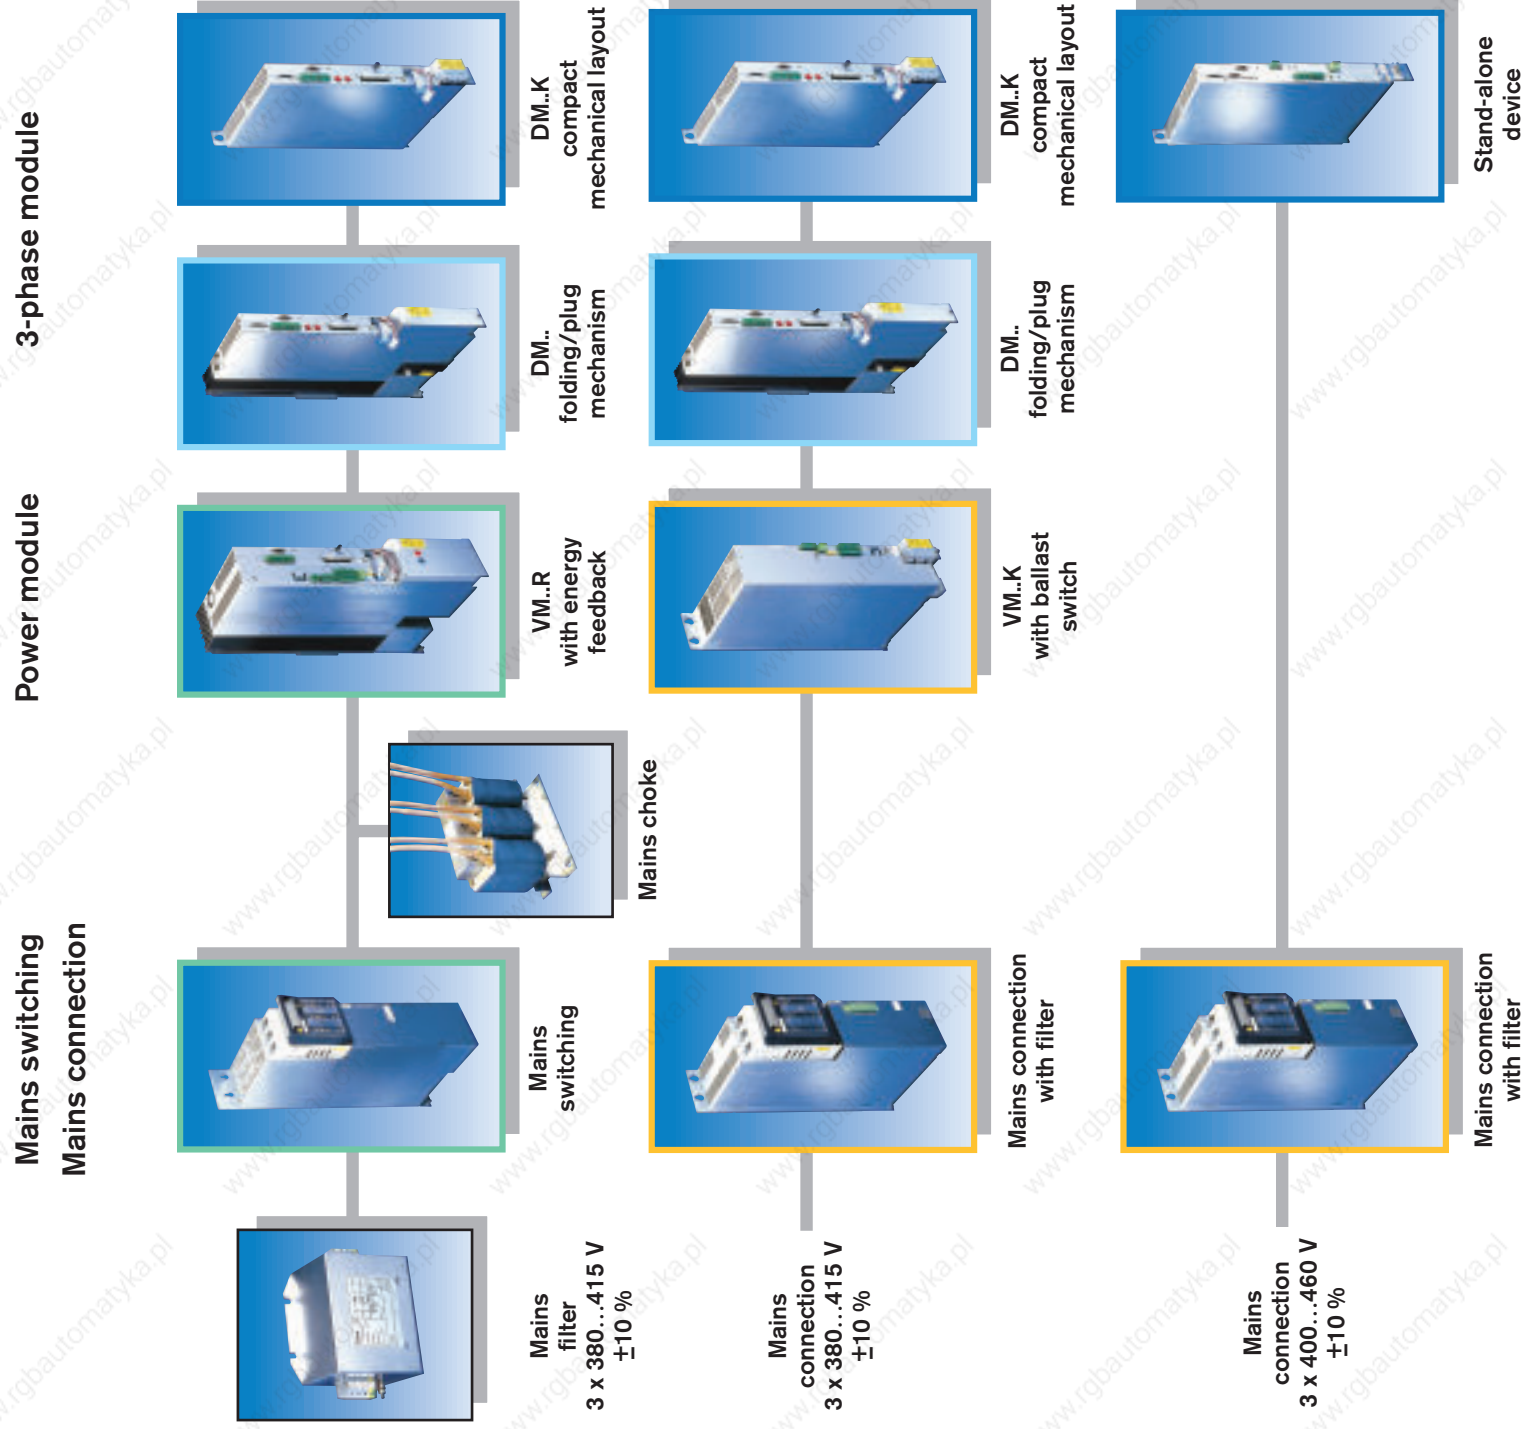 Mains switching
Mains connection
Power module
3-phase module
Mains
filter
3 x 380...415 V
±10 %
Mains
switching
Mains choke
VM..R
with energy
feedback
DM..
folding/plug
mechanism
DM..K
compact
mechanical layout
Mains
connection
3 x 380...415 V
±10 %
Mains connection
with filter
VM..K
with ballast
switch
DM..
folding/plug
mechanism
DM..K
compact
mechanical layout
Mains
connection
3 x 400...460 V
±10 %
Mains connection
with filter
Stand-alone
device
www.rgbautomatyka.pl